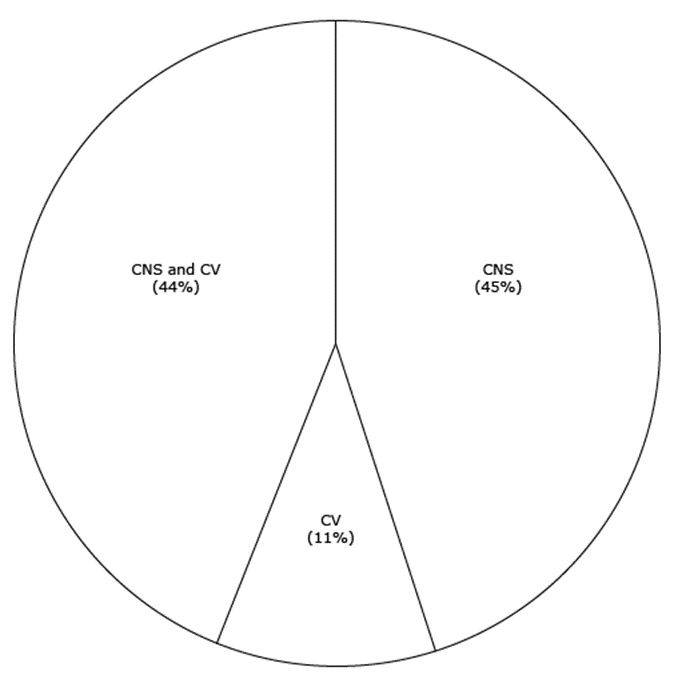 CNS and CV
(44%)
CNS
(45%)
CV
(11%)